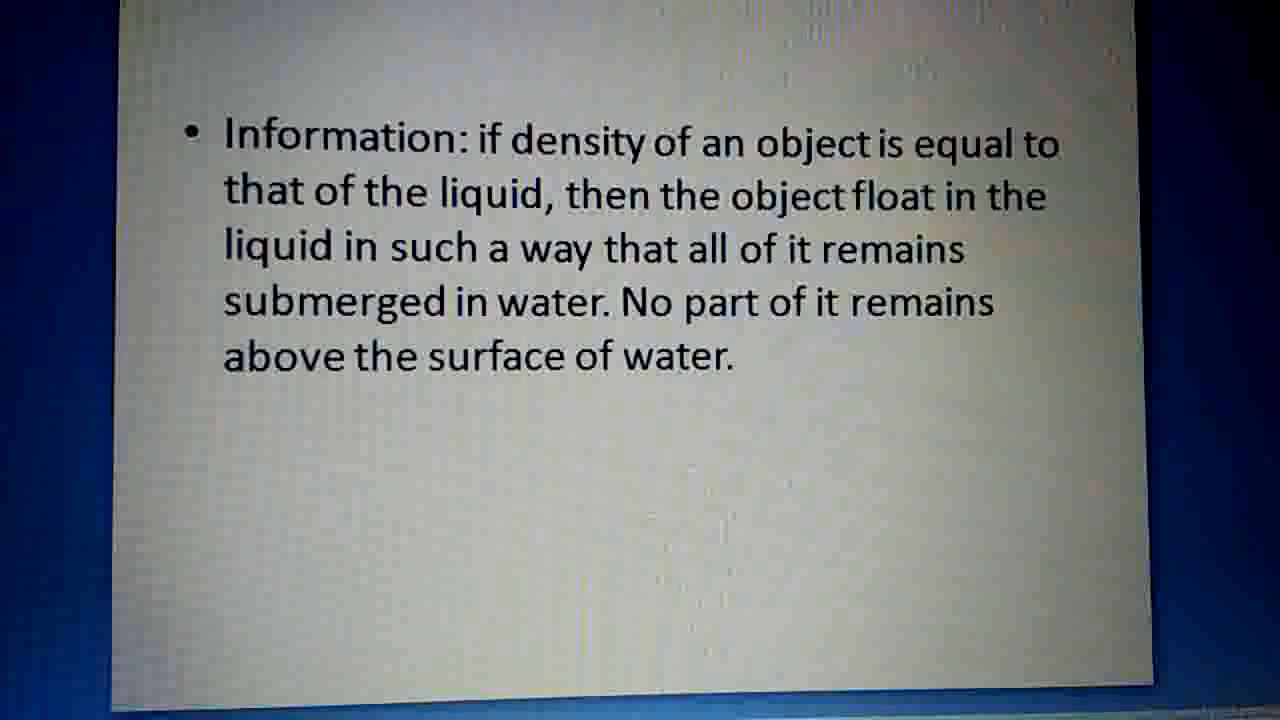 • Information: if density of an object is equal to
that of the liquid, then the object float in the
liquid in such a way that all of it remains
submerged in water. No part of it remains
above the surface of water.